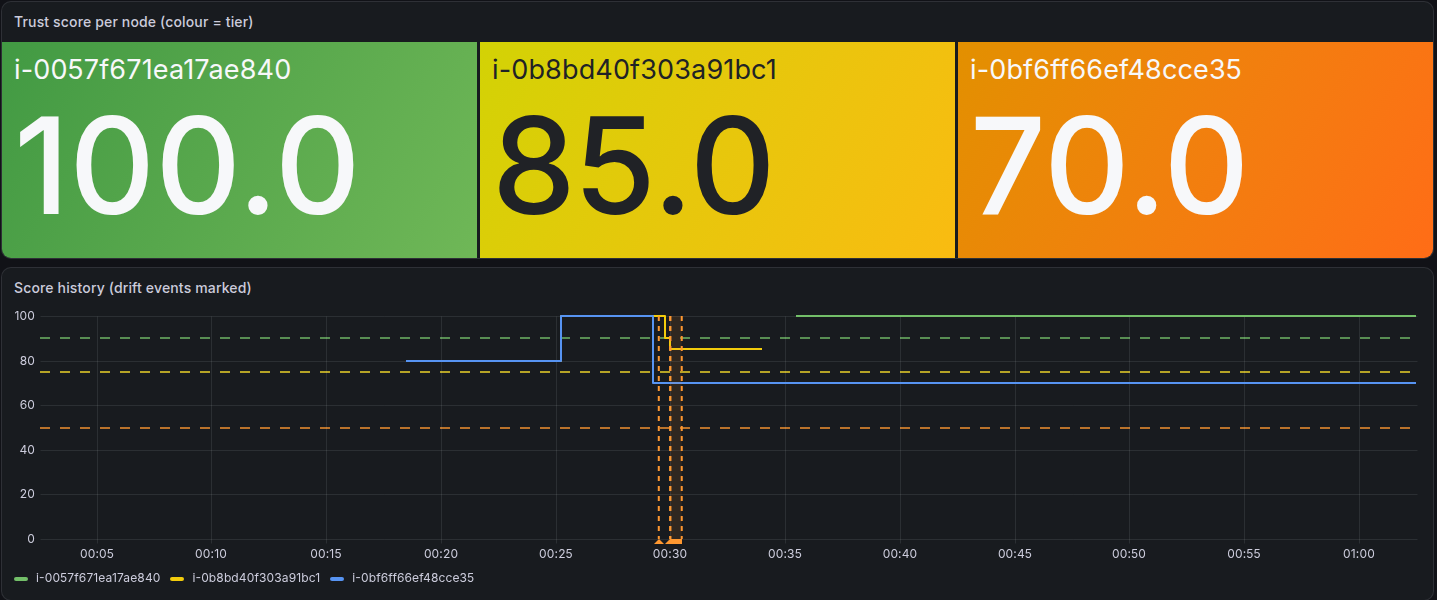 Trust score per node (colour = tier)
i-0057f671ea17ae840 i-0b8bd40f303a91bc1 i-0bf6ff66ef48cce35
100.0 85.0 70.0
Score history (drift events marked)
100
80
60
40
20
0
00:05 00:10 00:15 00:20 00:25 00:30 00:35 00:40 00:45 00:50 00:55 01:00
i-0057f671ea17ae840 i-0b8bd40f303a91bc1 i-0bf6ff66ef48cce35